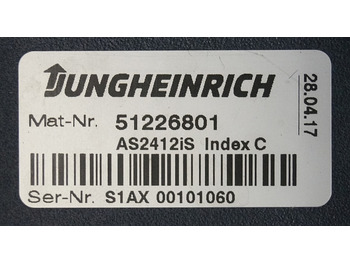 JUNGHEINRICH
28.04.17
Mat-Nr. 51226801
AS2412iS Index C
Ser-Nr. S1AX 00101060